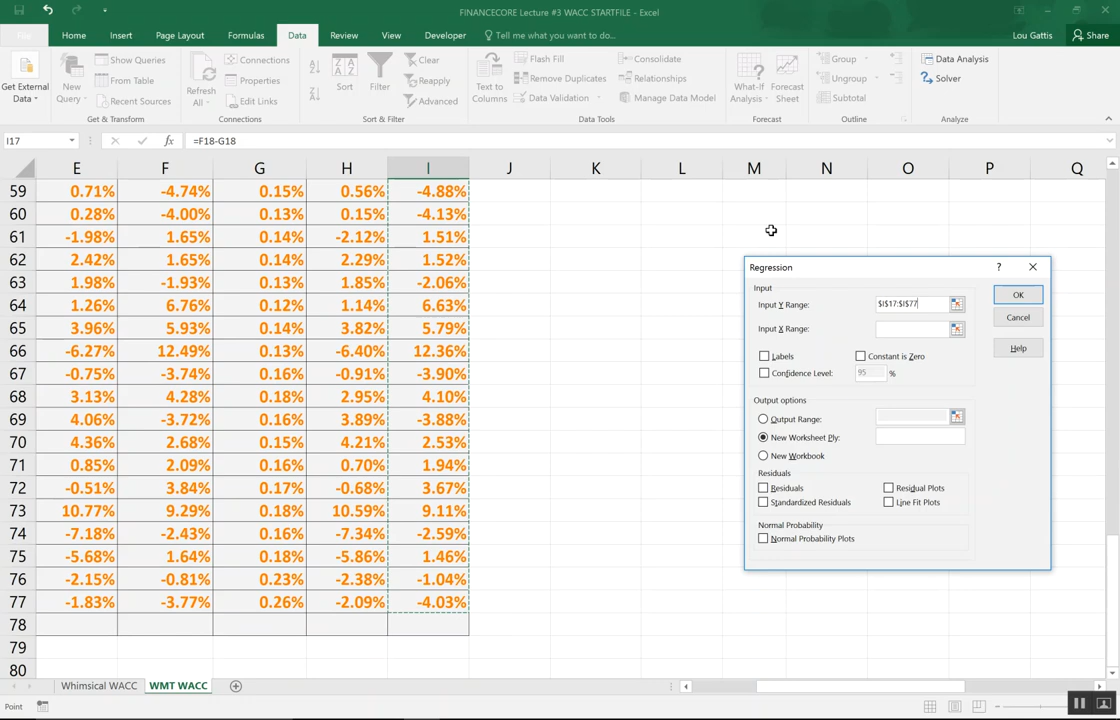 FINANCECORE Lecture #3 WACC STARTFILE - Excel
File Home Insert Page Layout Formulas Data Review View Developer Tell me what you want to do... Lou Gattis Share
Get External Data
New Query
Show Queries
From Table
Recent Sources
Get & Transform
Refresh All
Connections
Properties
Edit Links
Connections
Sort
Filter
Clear
Reapply
Advanced
Sort & Filter
Text to Columns
Flash Fill
Remove Duplicates
Data Validation
Consolidate
Relationships
Manage Data Model
Data Tools
What-If Analysis
Forecast Sheet
Forecast
Group
Ungroup
Subtotal
Outline
Data Analysis
Solver
Analyze
I17 fx =F18-G18
E F G H I J K L M N O P Q
59 0.71% -4.74% 0.15% 0.56% -4.88%
60 0.28% -4.00% 0.13% 0.15% -4.13%
61 -1.98% 1.65% 0.14% -2.12% 1.51%
62 2.42% 1.65% 0.14% 2.29% 1.52%
63 1.98% -1.93% 0.13% 1.85% -2.06%
64 1.26% 6.76% 0.12% 1.14% 6.63%
65 3.96% 5.93% 0.14% 3.82% 5.79%
66 -6.27% 12.49% 0.13% -6.40% 12.36%
67 -0.75% -3.74% 0.16% -0.91% -3.90%
68 3.13% 4.28% 0.18% 2.95% 4.10%
69 4.06% -3.72% 0.16% 3.89% -3.88%
70 4.36% 2.68% 0.15% 4.21% 2.53%
71 0.85% 2.09% 0.16% 0.70% 1.94%
72 -0.51% 3.84% 0.17% -0.68% 3.67%
73 10.77% 9.29% 0.18% 10.59% 9.11%
74 -7.18% -2.43% 0.16% -7.34% -2.59%
75 -5.68% 1.64% 0.18% -5.86% 1.46%
76 -2.15% -0.81% 0.23% -2.38% -1.04%
77 -1.83% -3.77% 0.26% -2.09% -4.03%
78
79
80
Regression ?
Input
Input Y Range: $I$17:$I$77
Input X Range:
Labels Constant is Zero
Confidence Level: 95 %
OK
Cancel
Help
Output options
Output Range:
New Worksheet Ply:
New Workbook
Residuals
Residuals Residual Plots
Standardized Residuals Line Fit Plots
Normal Probability
Normal Probability Plots
Whimsical WACC WMT WACC
Point